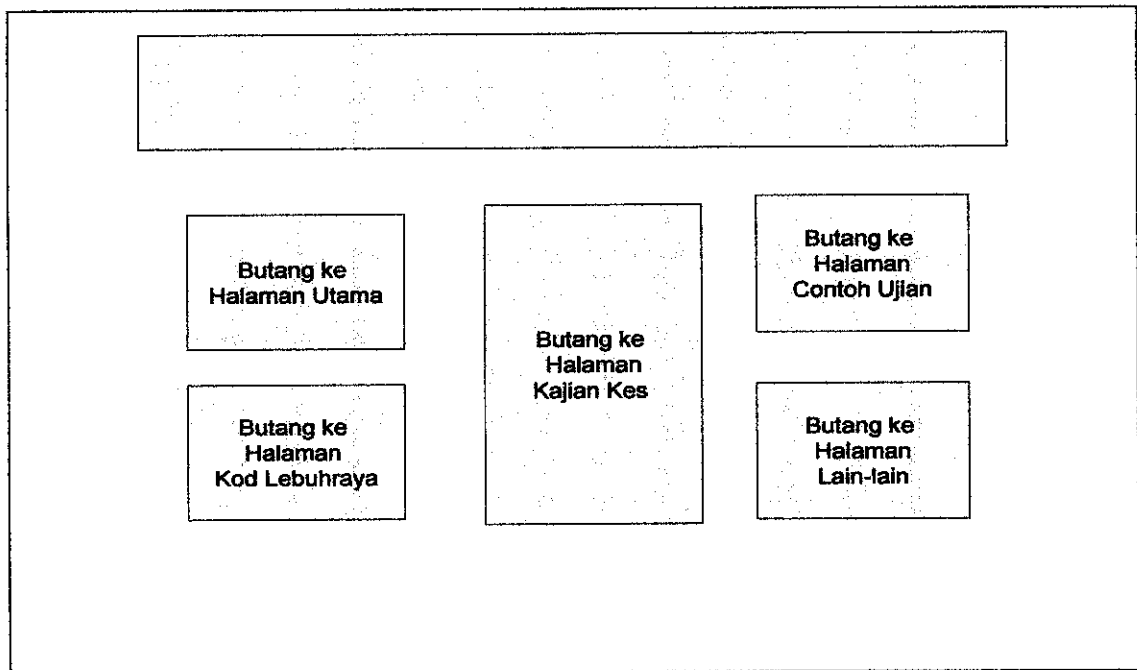 Butang ke
Halaman Utama
Butang ke
Halaman
Kod Lebuhraya
Butang ke
Halaman
Kajian Kes
Butang ke
Halaman
Contoh Ujian
Butang ke
Halaman
Lain-lain